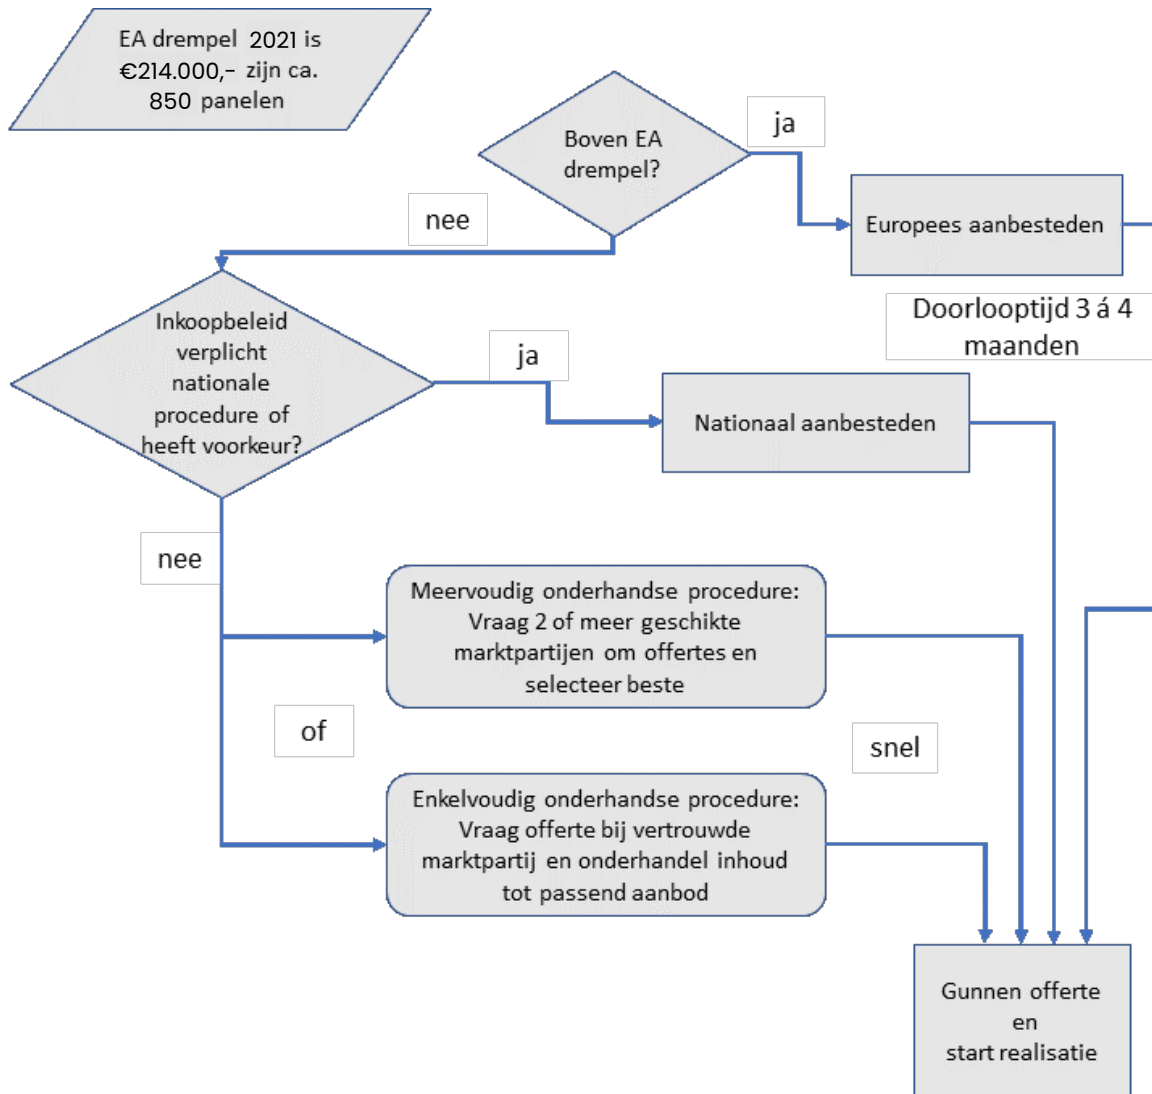 EA drempel 2021 is
€214.000,- zijn ca.
850 panelen
Boven EA
drempel?
ja
nee
Europees aanbesteden
Doorlooptijd 3 á 4
maanden
Inkoopbeleid
verplicht
nationale
procedure of
heeft voorkeur?
ja
Nationaal aanbesteden
nee
Meervoudig onderhandse procedure:
Vraag 2 of meer geschikte
marktpartijen om offertes en
selecteer beste
of
snel
Enkelvoudig onderhandse procedure:
Vraag offerte bij vertrouwde
marktpartij en onderhandel inhoud
tot passend aanbod
Gunnen offerte
en
start realisatie